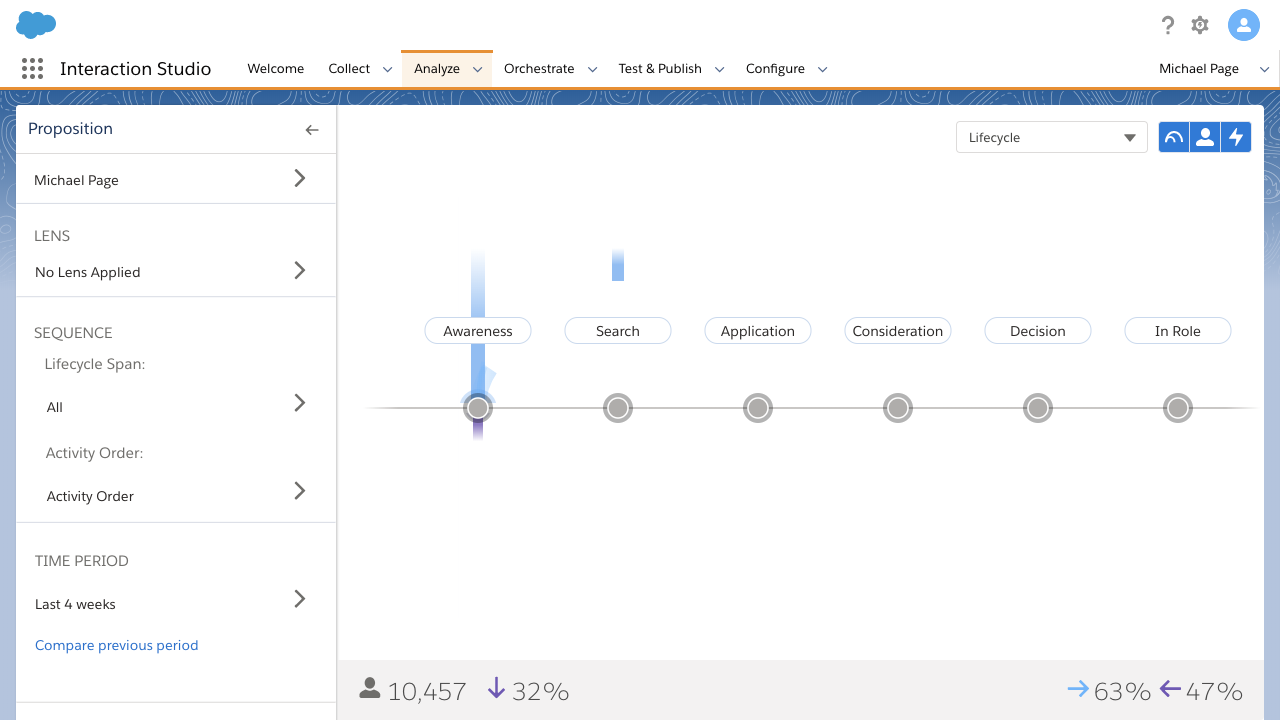 Interaction Studio
Welcome
Collect
Analyze
Orchestrate
Test & Publish
Configure
Michael Page
Proposition
Michael Page
LENS
No Lens Applied
SEQUENCE
Lifecycle Span:
All
Activity Order:
Activity Order
TIME PERIOD
Last 4 weeks
Compare previous period
Lifecycle
Awareness
Search
Application
Consideration
Decision
In Role
10,457
32%
63%
47%